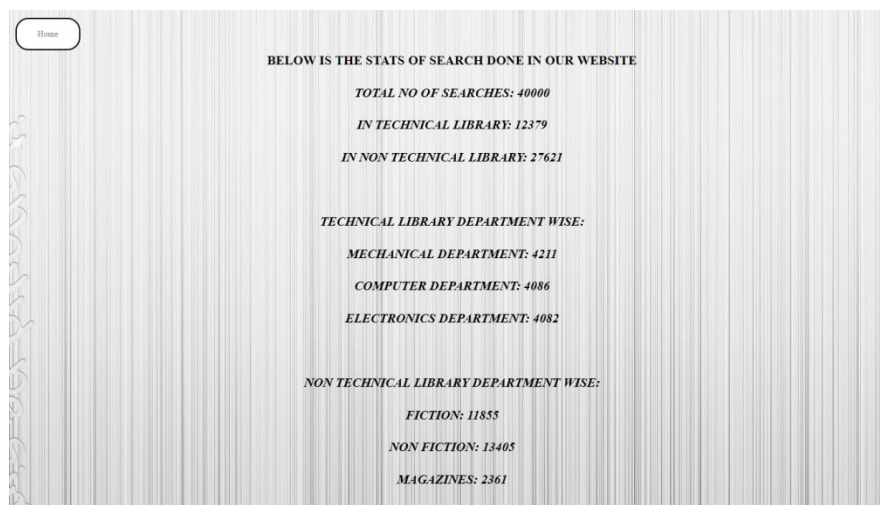 Home
BELOW IS THE STATS OF SEARCH DONE IN OUR WEBSITE
TOTAL NO OF SEARCHES: 40000
IN TECHNICAL LIBRARY: 12379
IN NON TECHNICAL LIBRARY: 27621
TECHNICAL LIBRARY DEPARTMENT WISE:
MECHANICAL DEPARTMENT: 4211
COMPUTER DEPARTMENT: 4086
ELECTRONICS DEPARTMENT: 4082
NON TECHNICAL LIBRARY DEPARTMENT WISE:
FICTION: 11855
NON FICTION: 13405
MAGAZINES: 2361